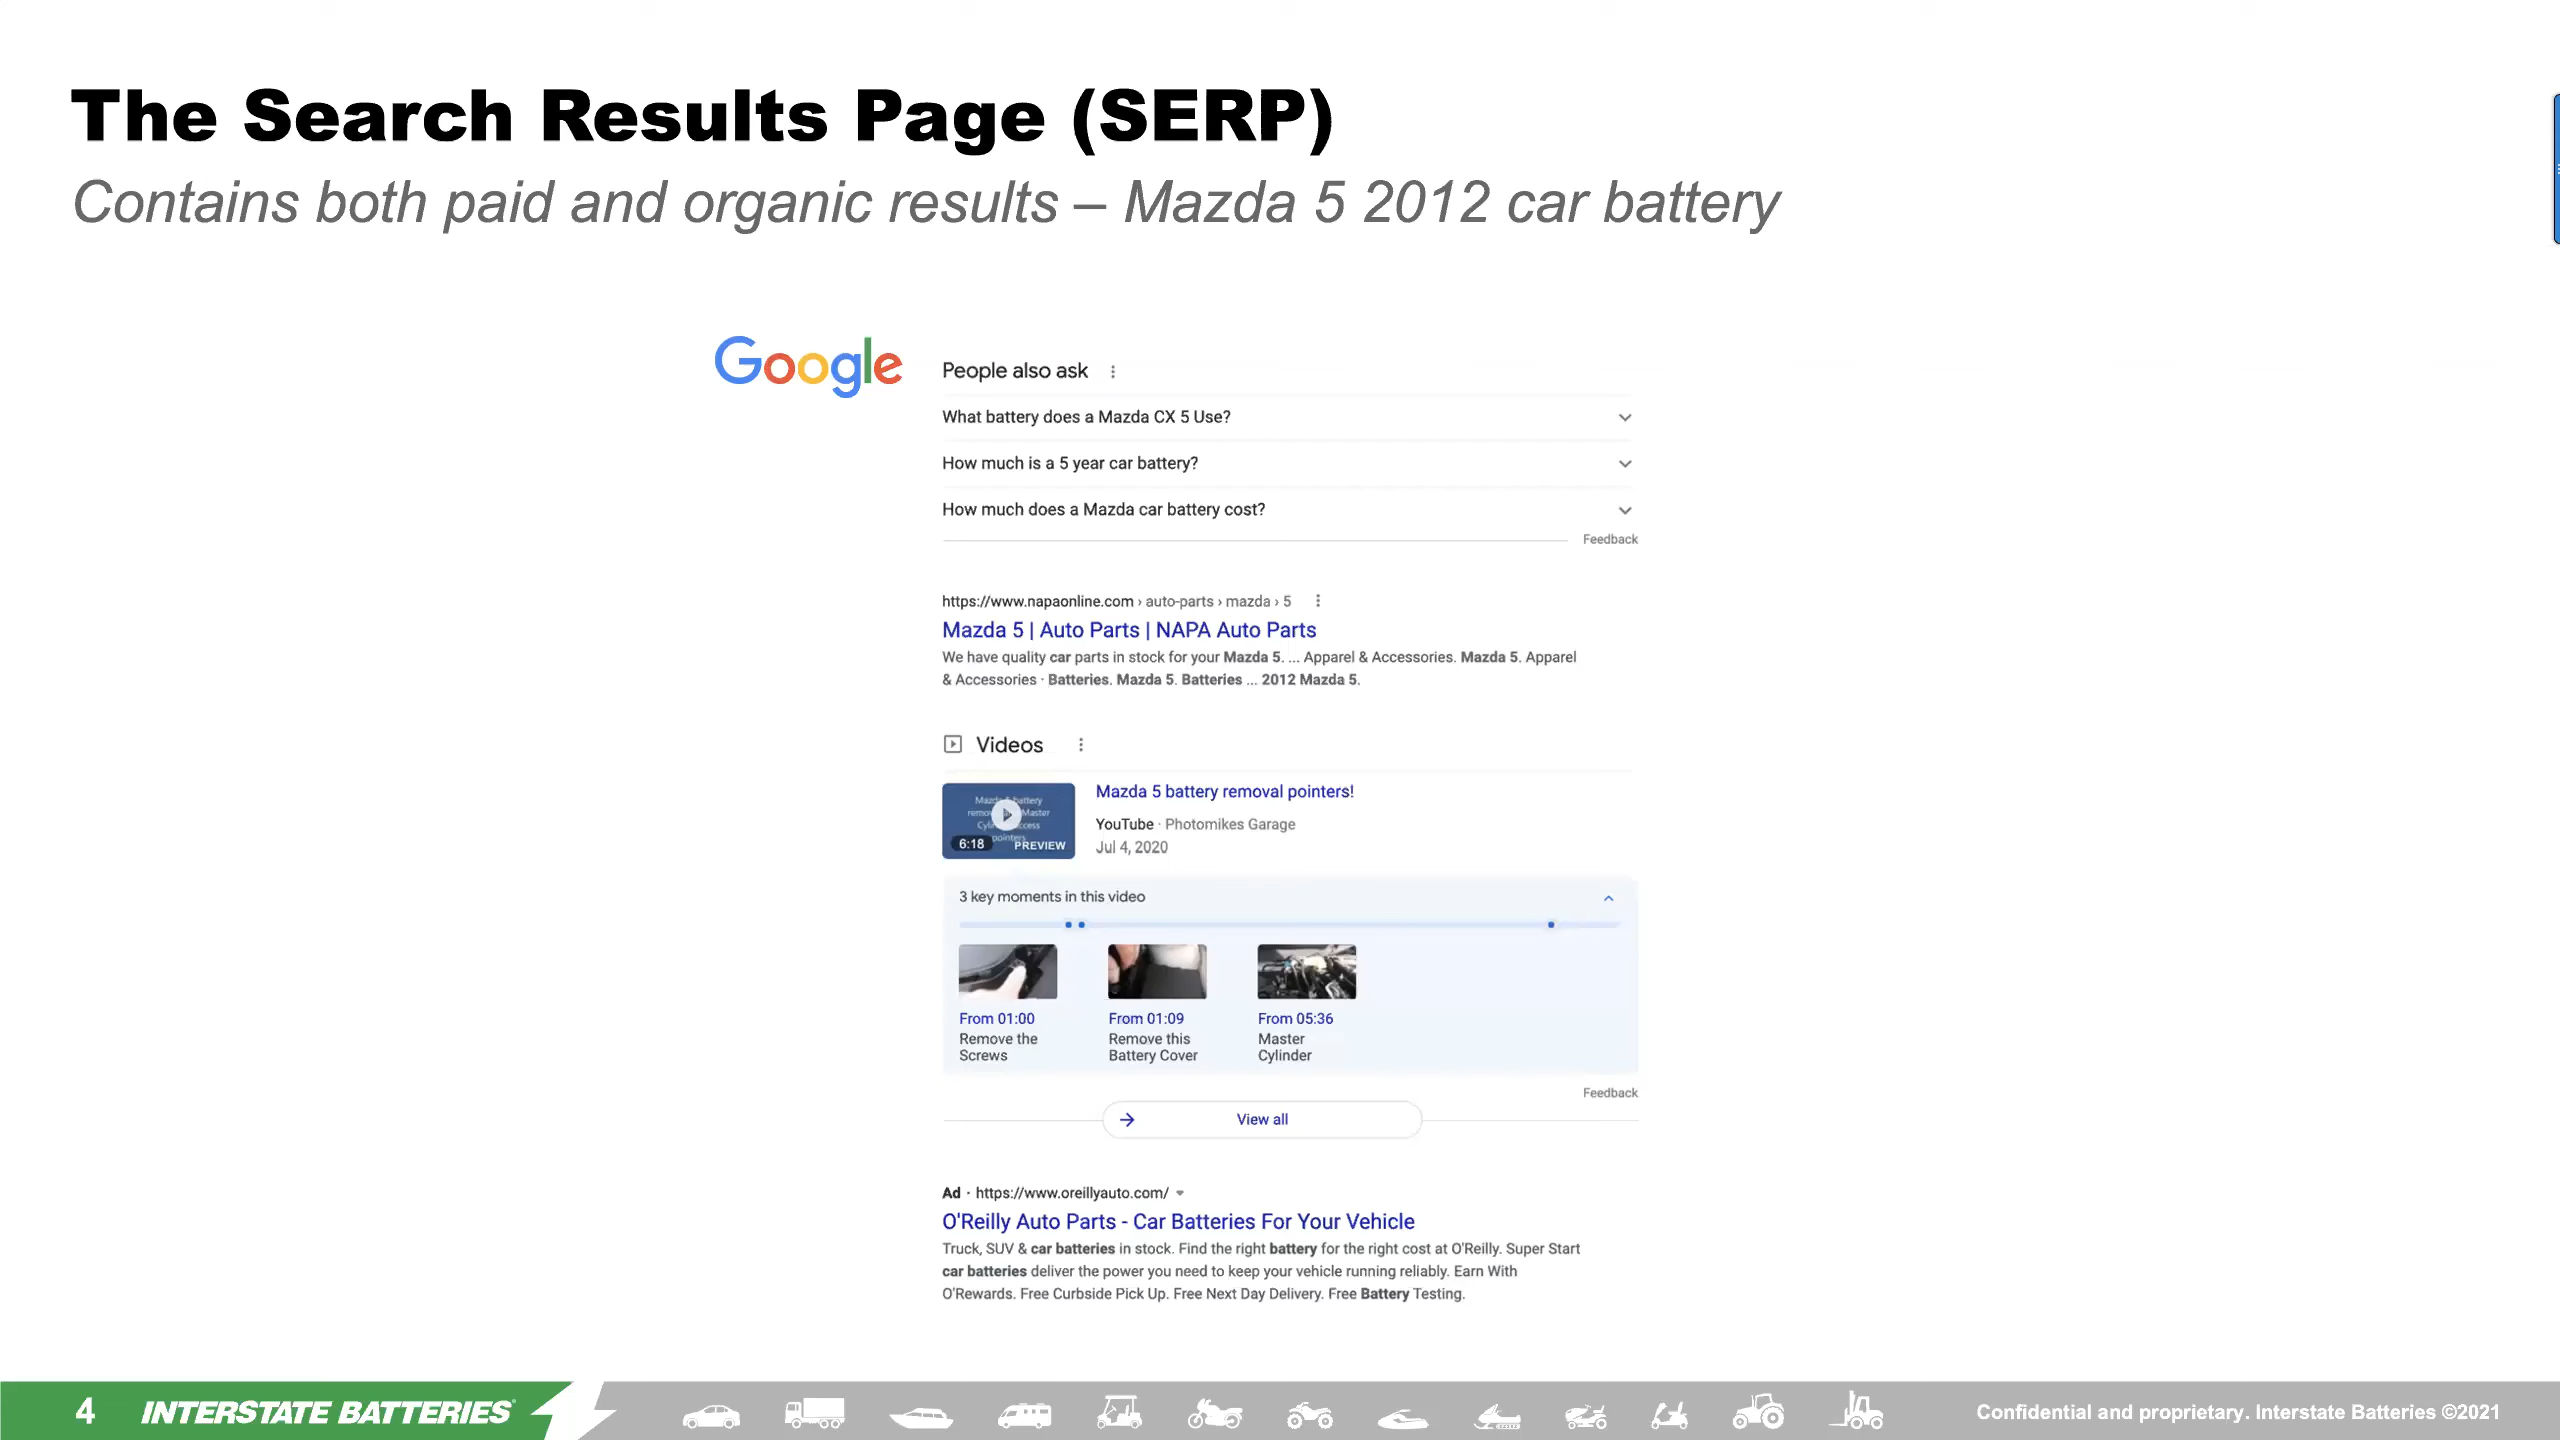 The Search Results Page (SERP)
Contains both paid and organic results – Mazda 5 2012 car battery
Google
People also ask
What battery does a Mazda CX 5 Use?
How much is a 5 year car battery?
How much does a Mazda car battery cost?
Feedback
https://www.napaonline.com › auto-parts › mazda › 5
Mazda 5 | Auto Parts | NAPA Auto Parts
We have quality car parts in stock for your Mazda 5. ... Apparel & Accessories. Mazda 5. Apparel
& Accessories · Batteries. Mazda 5. Batteries ... 2012 Mazda 5.
Videos
Mazda 5 battery
pointers
6:18
PREVIEW
Mazda 5 battery removal pointers!
YouTube · Photomikes Garage
Jul 4, 2020
3 key moments in this video
From 01:00
Remove the
Screws
From 01:09
Remove this
Battery Cover
From 05:36
Master
Cylinder
Feedback
View all
Ad · https://www.oreillyauto.com/
O'Reilly Auto Parts - Car Batteries For Your Vehicle
Truck, SUV & car batteries in stock. Find the right battery for the right cost at O'Reilly. Super Start
car batteries deliver the power you need to keep your vehicle running reliably. Earn With
O'Rewards. Free Curbside Pick Up. Free Next Day Delivery. Free Battery Testing.
4
INTERSTATE BATTERIES
Confidential and proprietary. Interstate Batteries ©2021